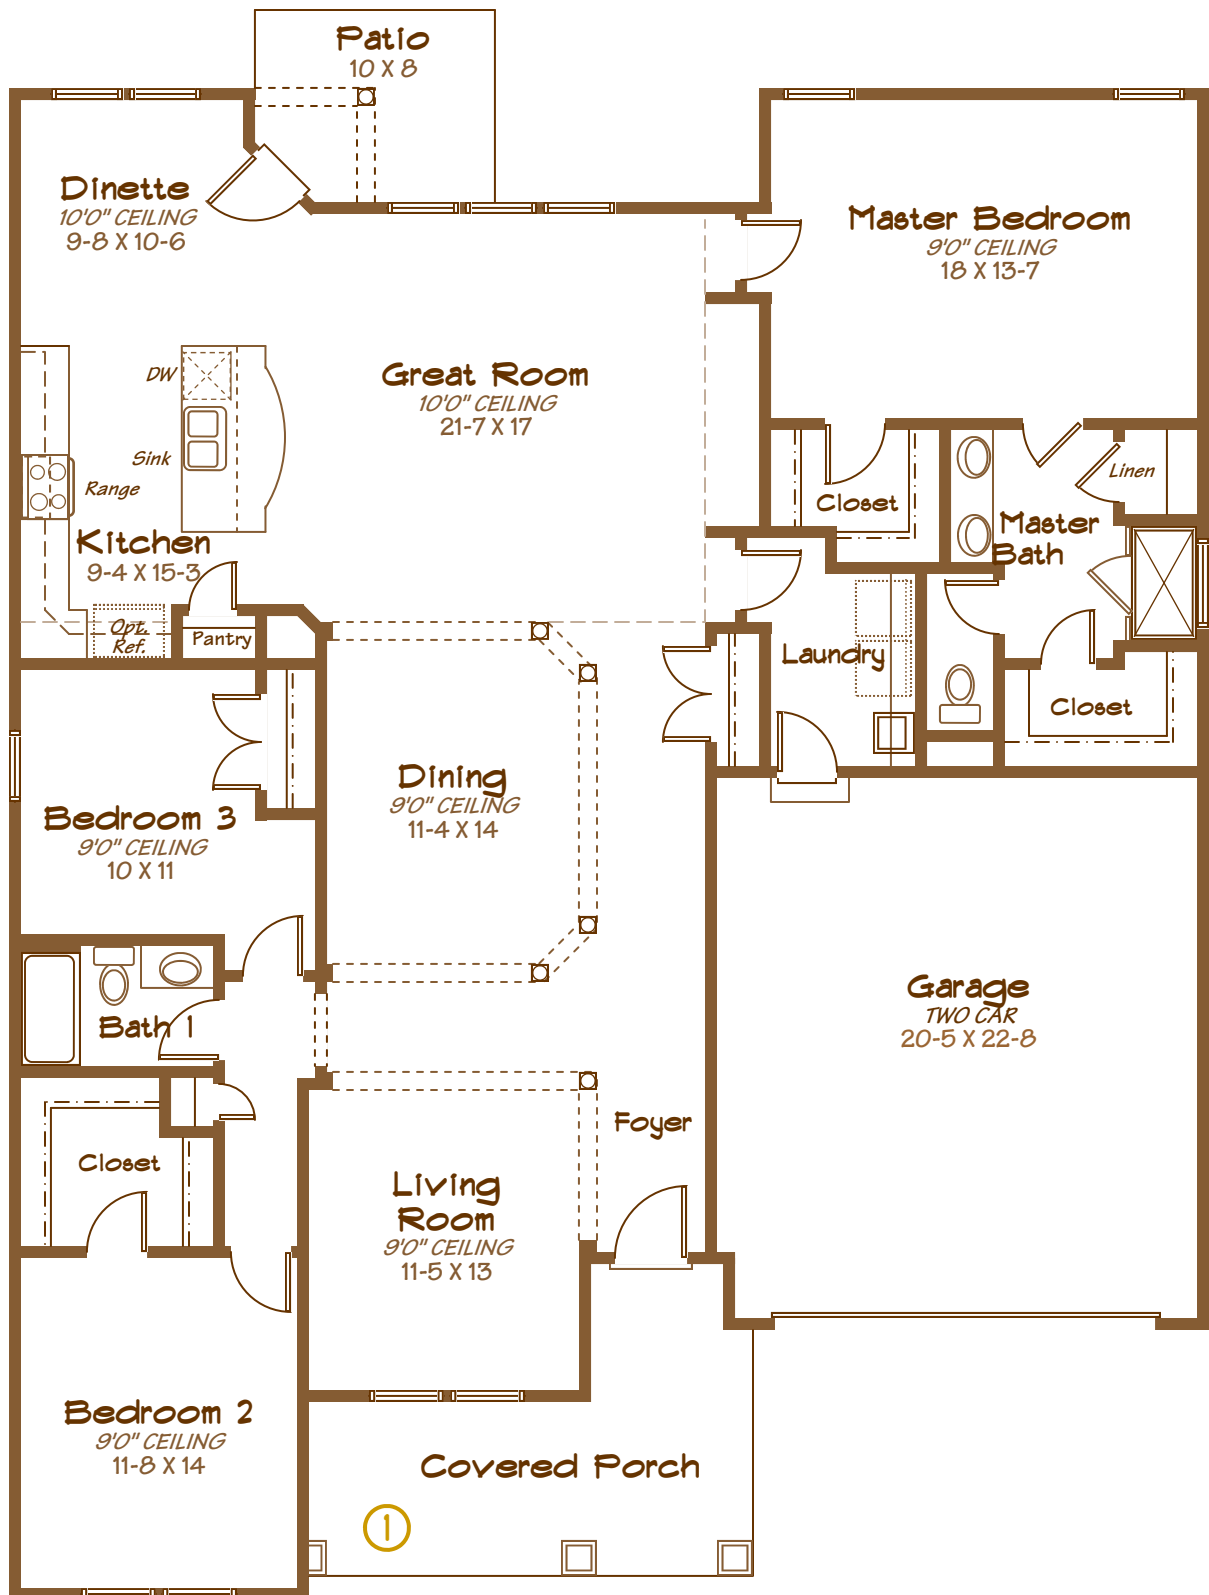 Patio
10 X 8
Dinette
10'0" CEILING
9-8 X 10-6
Master Bedroom
9'0" CEILING
18 X 13-7
DW
Great Room
10'0" CEILING
21-7 X 17
Sink
Range
Linen
Closet
Master
Bath
Kitchen
9-4 X 15-3
Opt.
Ref.
Pantry
Laundry
Closet
Dining
9'0" CEILING
11-4 X 14
Bedroom 3
9'0" CEILING
10 X 11
Garage
TWO CAR
20-5 X 22-8
Bath 1
Foyer
Closet
Living
Room
9'0" CEILING
11-5 X 13
Bedroom 2
9'0" CEILING
11-8 X 14
Covered Porch
1